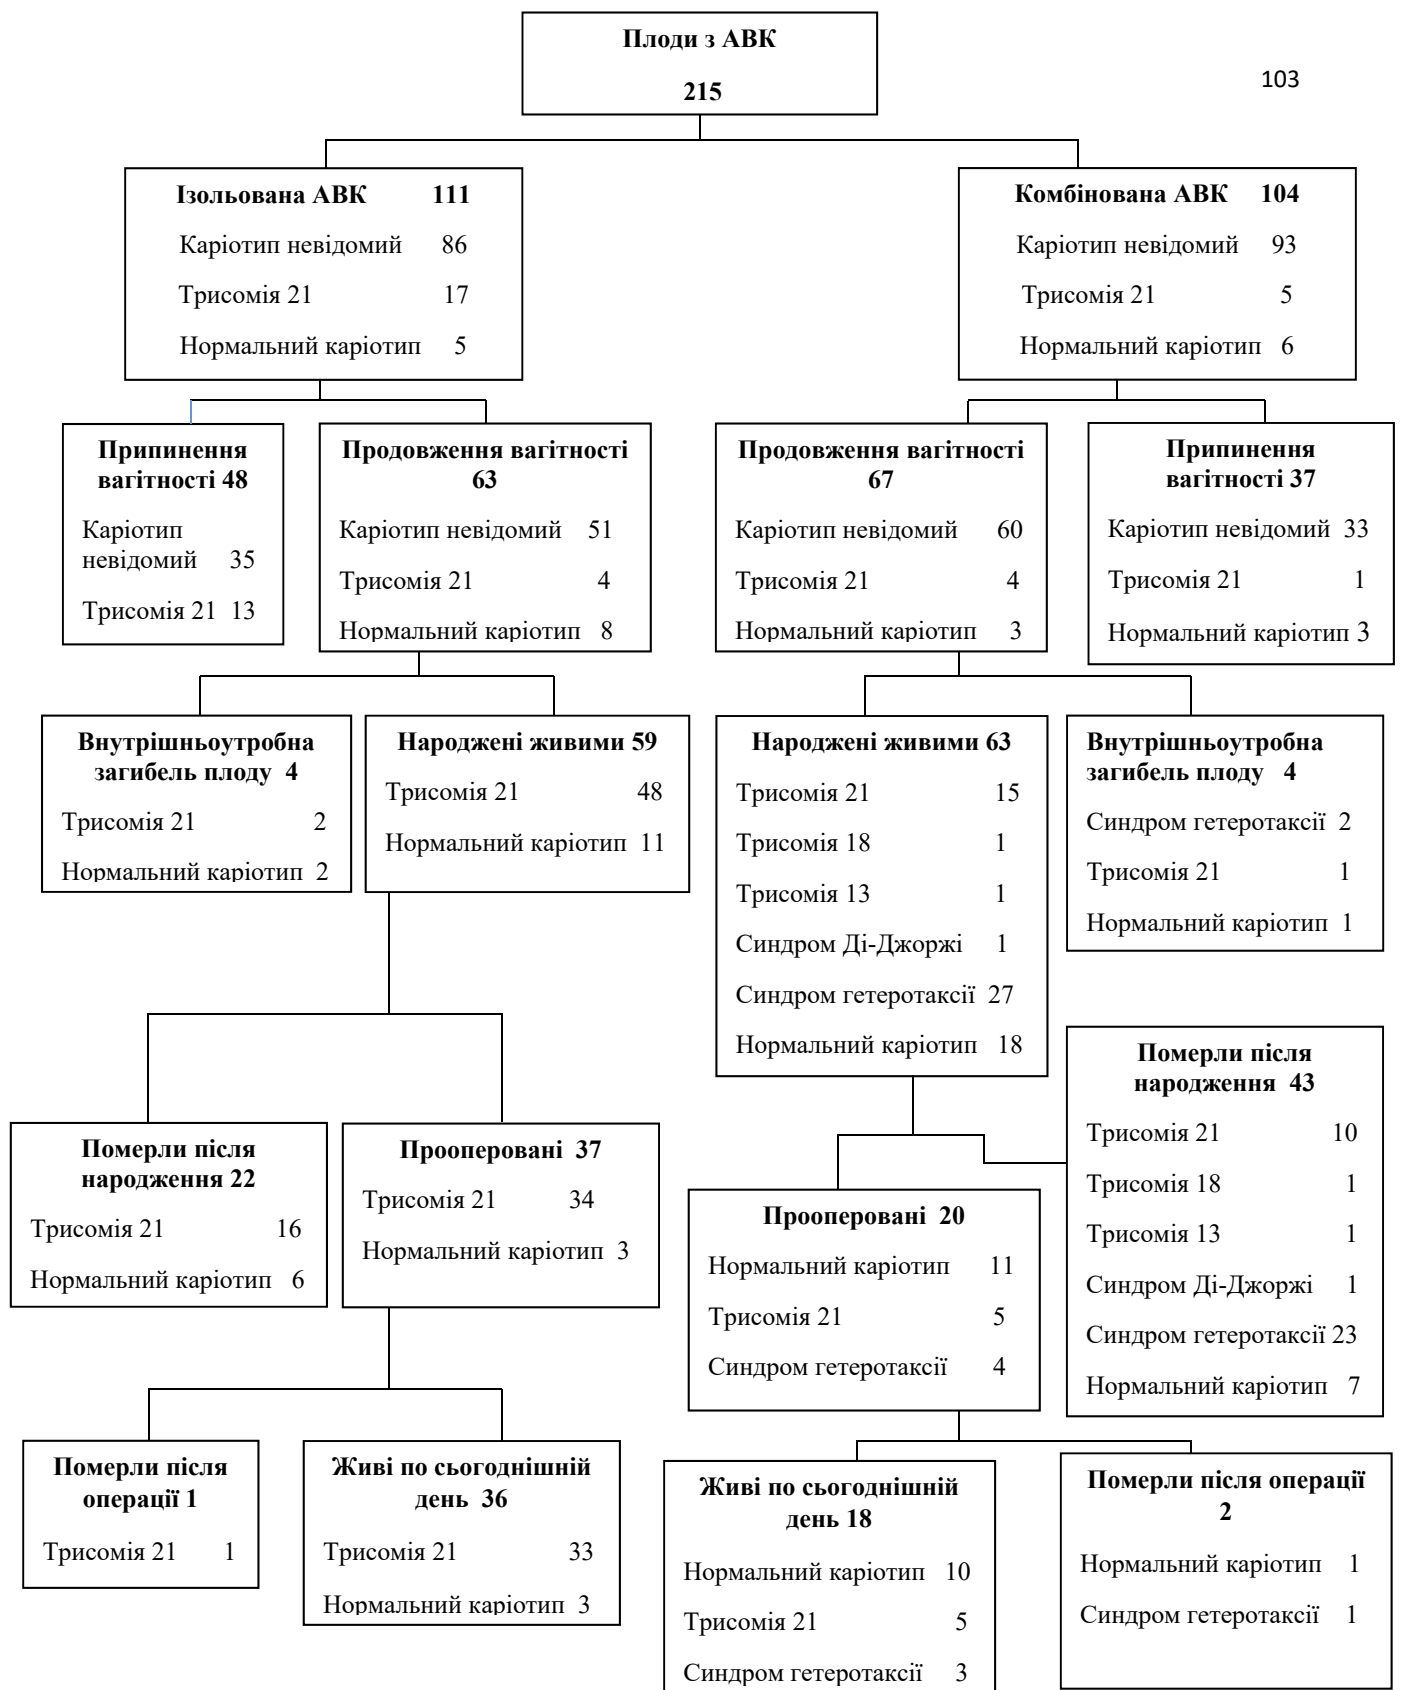 Плоди з АВК
215
103
Ізольована АВК 111
Каріотип невідомий 86
Трисомія 21 17
Нормальний каріотип 5
Комбінована АВК 104
Каріотип невідомий 93
Трисомія 21 5
Нормальний каріотип 6
Припинення
вагітності 48
Каріотип
невідомий 35
Трисомія 21 13
Продовження вагітності
63
Каріотип невідомий 51
Трисомія 21 4
Нормальний каріотип 8
Продовження вагітності
67
Каріотип невідомий 60
Трисомія 21 4
Нормальний каріотип 3
Припинення
вагітності 37
Каріотип невідомий 33
Трисомія 21 1
Нормальний каріотип 3
Внутрішньоутробна
загибель плоду 4
Трисомія 21 2
Нормальний каріотип 2
Народжені живими 59
Трисомія 21 48
Нормальний каріотип 11
Народжені живими 63
Трисомія 21 15
Трисомія 18 1
Трисомія 13 1
Синдром Ді-Джоржі 1
Синдром гетеротаксії 27
Нормальний каріотип 18
Внутрішньоутробна
загибель плоду 4
Синдром гетеротаксії 2
Трисомія 21 1
Нормальний каріотип 1
Померли після
народження 22
Трисомія 21 16
Нормальний каріотип 6
Прооперовані 37
Трисомія 21 34
Нормальний каріотип 3
Прооперовані 20
Нормальний каріотип 11
Трисомія 21 5
Синдром гетеротаксії 4
Померли після
народження 43
Трисомія 21 10
Трисомія 18 1
Трисомія 13 1
Синдром Ді-Джоржі 1
Синдром гетеротаксії 23
Нормальний каріотип 7
Померли після
операції 1
Трисомія 21 1
Живі по сьогоднішній
день 36
Трисомія 21 33
Нормальний каріотип 3
Живі по сьогоднішній
день 18
Нормальний каріотип 10
Трисомія 21 5
Синдром гетеротаксії 3
Померли після операції
2
Нормальний каріотип 1
Синдром гетеротаксії 1